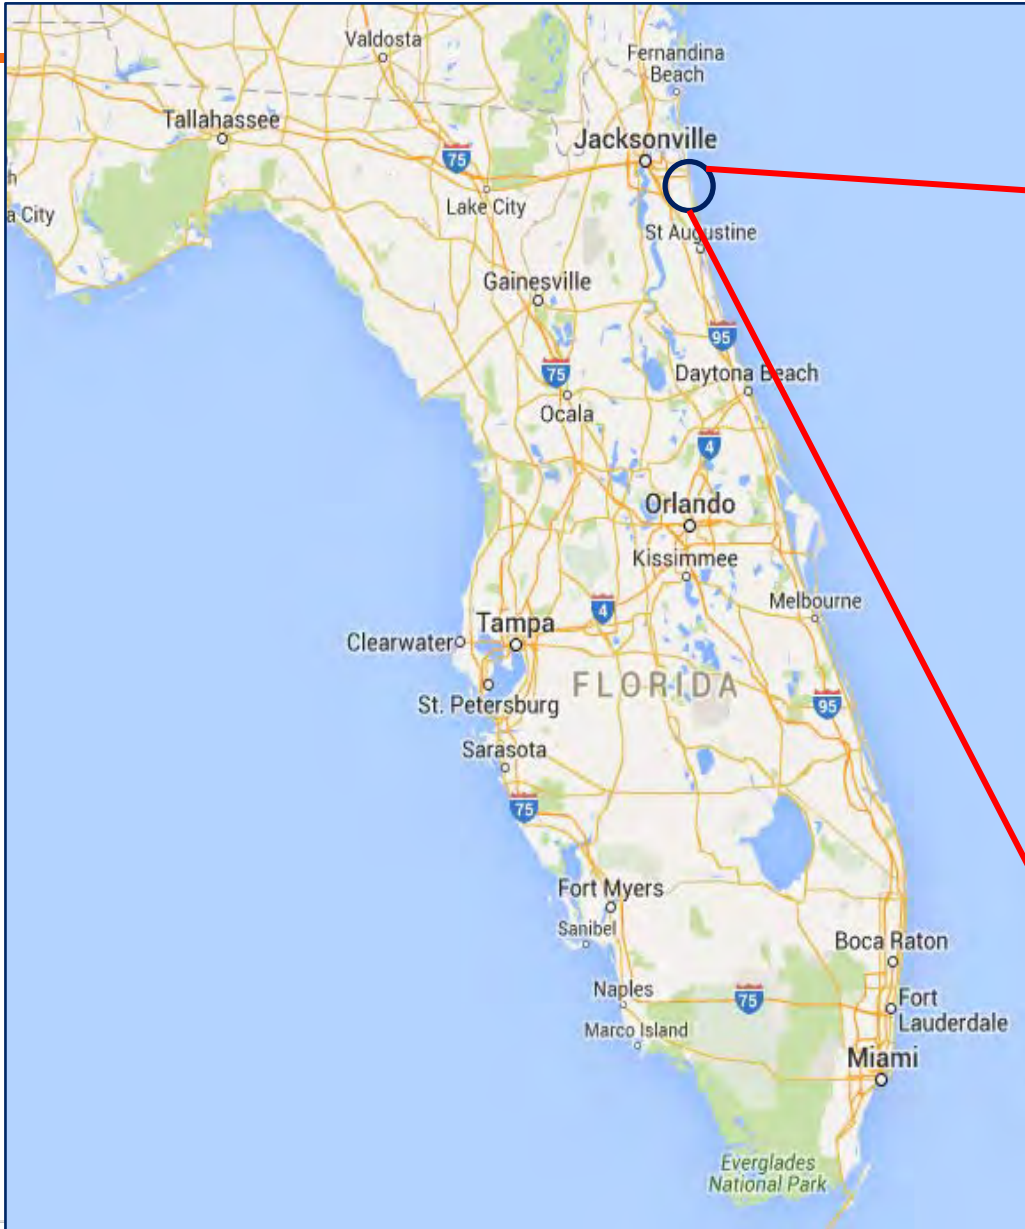 Valdosta
Fernandina
Beach
Tallahassee
Jacksonville
75
h
a City
Lake City
St Augustine
Gainesville
95
75
Daytona Beach
Ocala
4
Orlando
Kissimmee
4
Melbourne
Tampa
Clearwater
FLORIDA
St. Petersburg
95
Sarasota
75
Fort Myers
Sanibel
Boca Raton
Naples
75
Fort
Lauderdale
Marco Island
Miami
Everglades
National Park